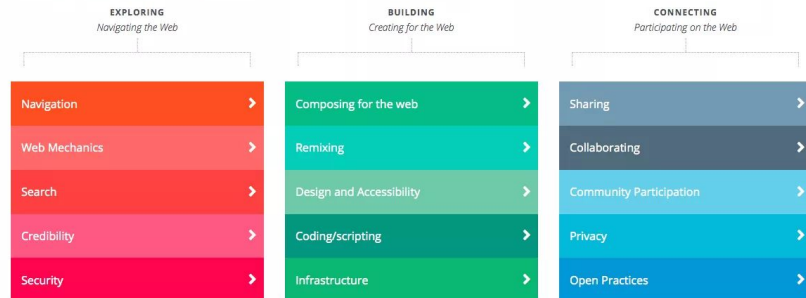 EXPLORING
Navigating the Web
Navigation
Web Mechanics
Search
Credibility
Security
BUILDING
Creating for the Web
Composing for the web
Remixing
Design and Accessibility
Coding/scripting
Infrastructure
CONNECTING
Participating on the Web
Sharing
Collaborating
Community Participation
Privacy
Open Practices